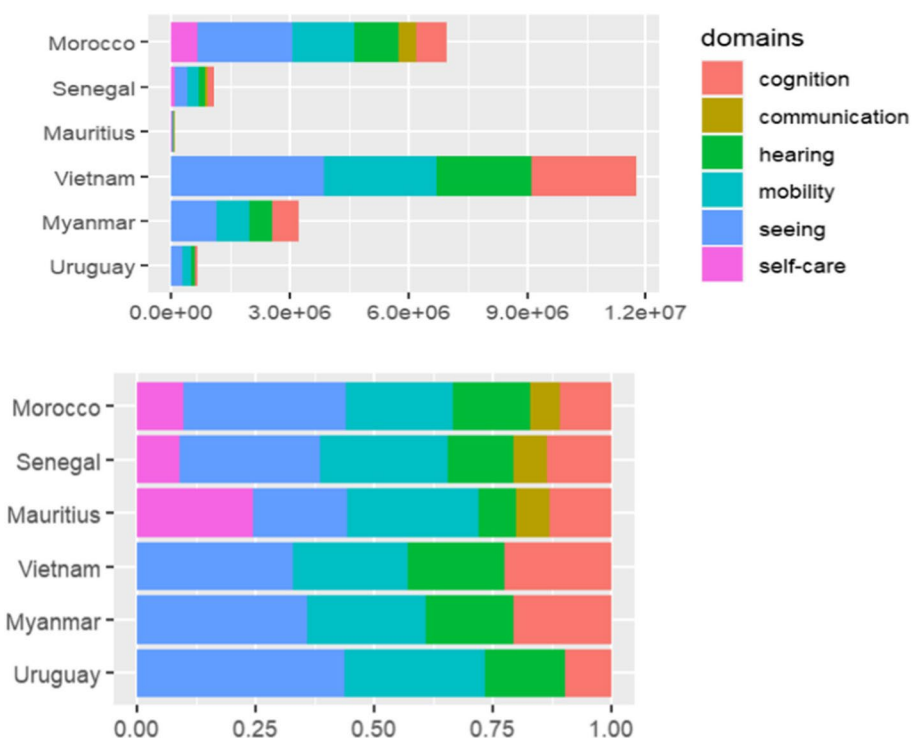 Morocco
Senegal
Mauritius
Vietnam
Myanmar
Uruguay
0.0e+00 3.0e+06 6.0e+06 9.0e+06 1.2e+07
domains
cognition
communication
hearing
mobility
seeing
self-care
Morocco
Senegal
Mauritius
Vietnam
Myanmar
Uruguay
0.00 0.25 0.50 0.75 1.00